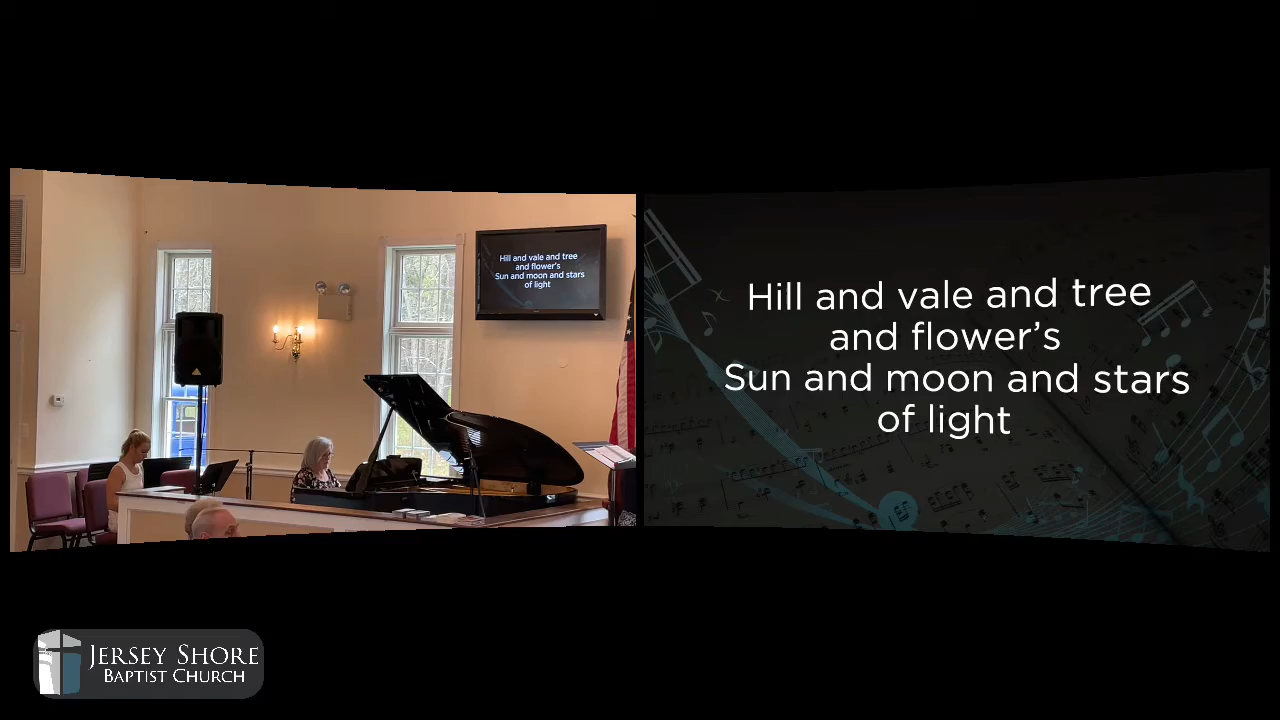 Hill and vale and tree
and flower's
Sun and moon and stars
of light
Hill and vale and tree
and flower’s
Sun and moon and stars
of light
JERSEY SHORE
BAPTIST CHURCH